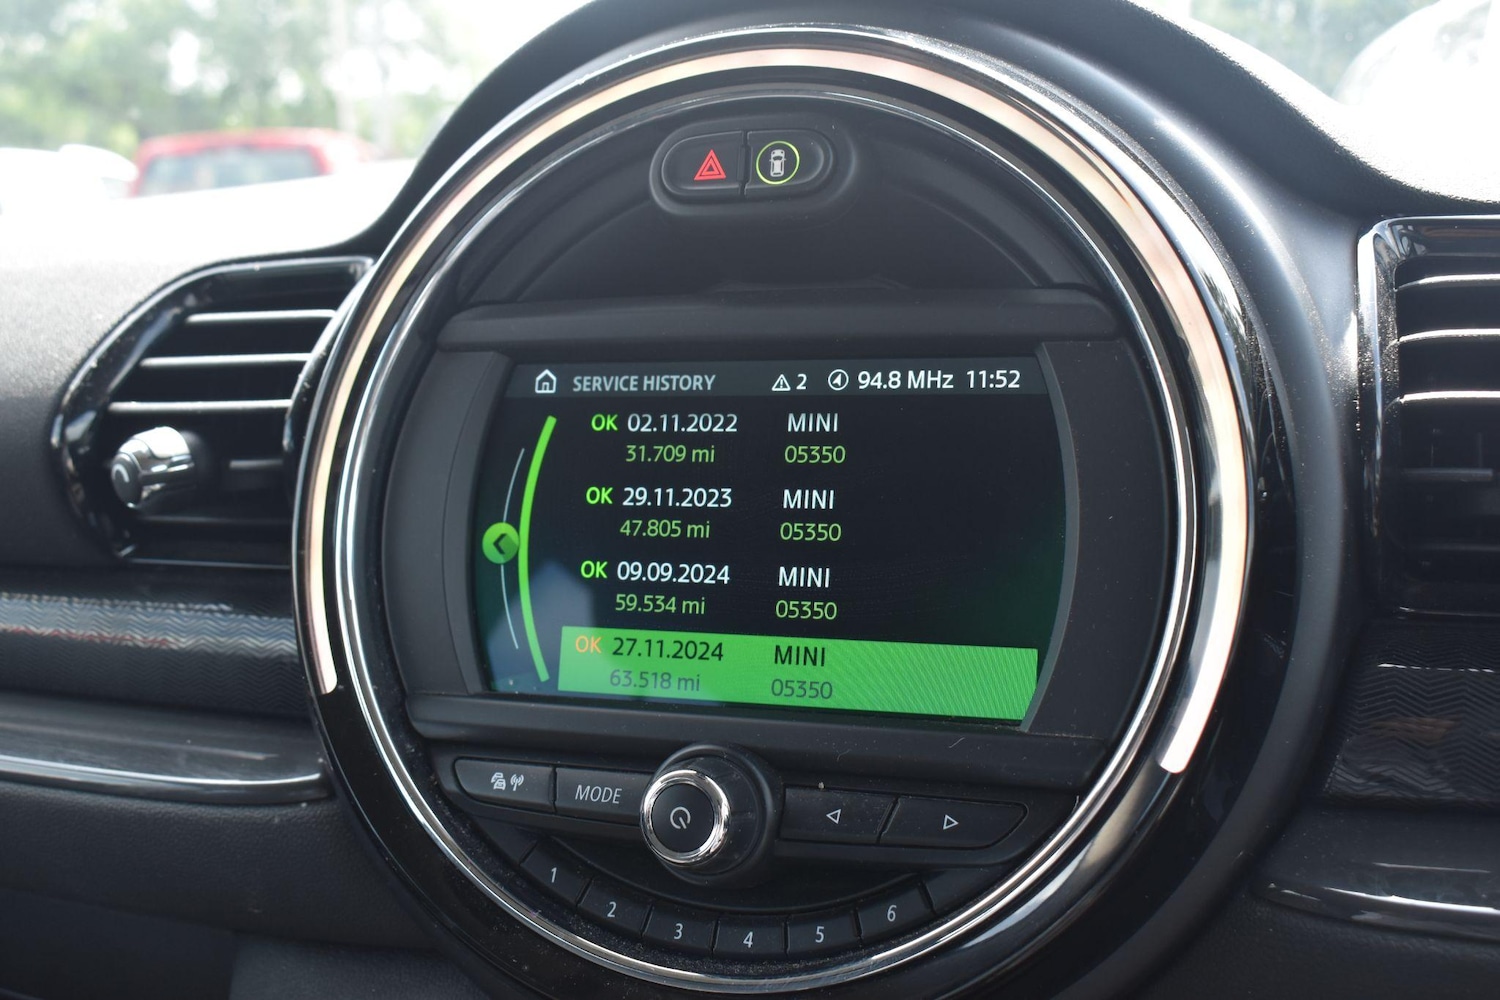 SERVICE HISTORY 2 94.8 MHz 11:52
OK 02.11.2022 MINI
31.709 mi 05350
OK 29.11.2023 MINI
47.805 mi 05350
OK 09.09.2024 MINI
59.534 mi 05350
OK 27.11.2024 MINI
63.518 mi 05350
MODE
1
2
3
4
5
6